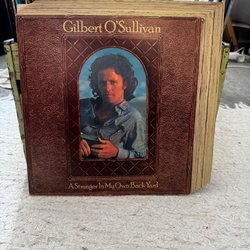 Gilbert O'Sullivan
A Stranger In My Own Back Yard